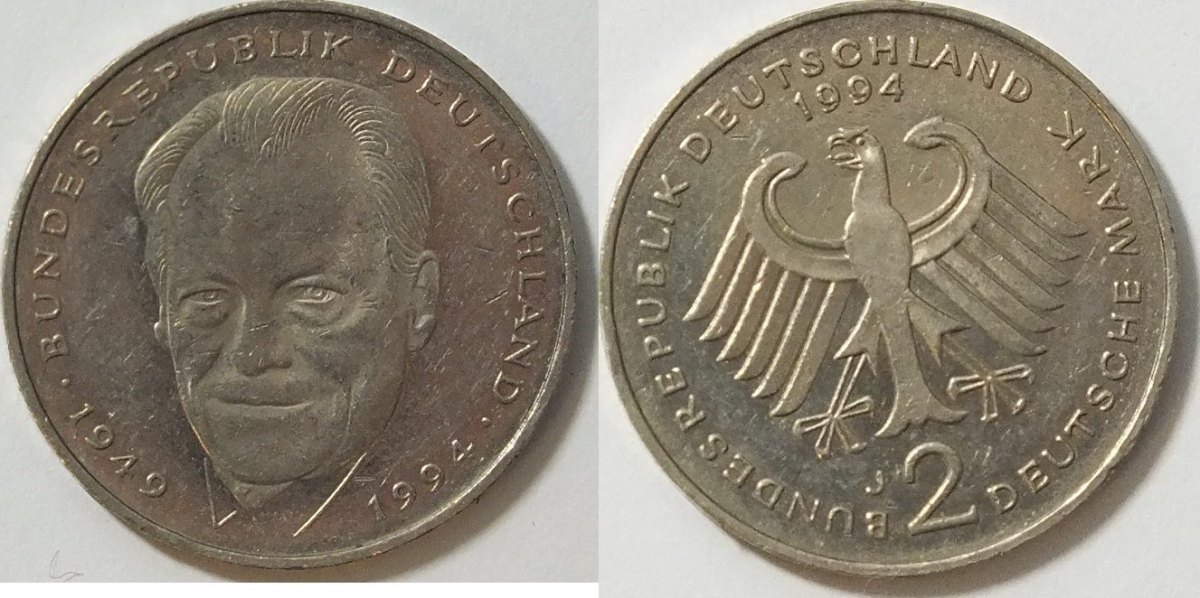 · BUNDESREPUBLIK DEUTSCHLAND ·
1949
1994
BUNDESREPUBLIK DEUTSCHLAND
1994
DEUTSCHE MARK
J
2